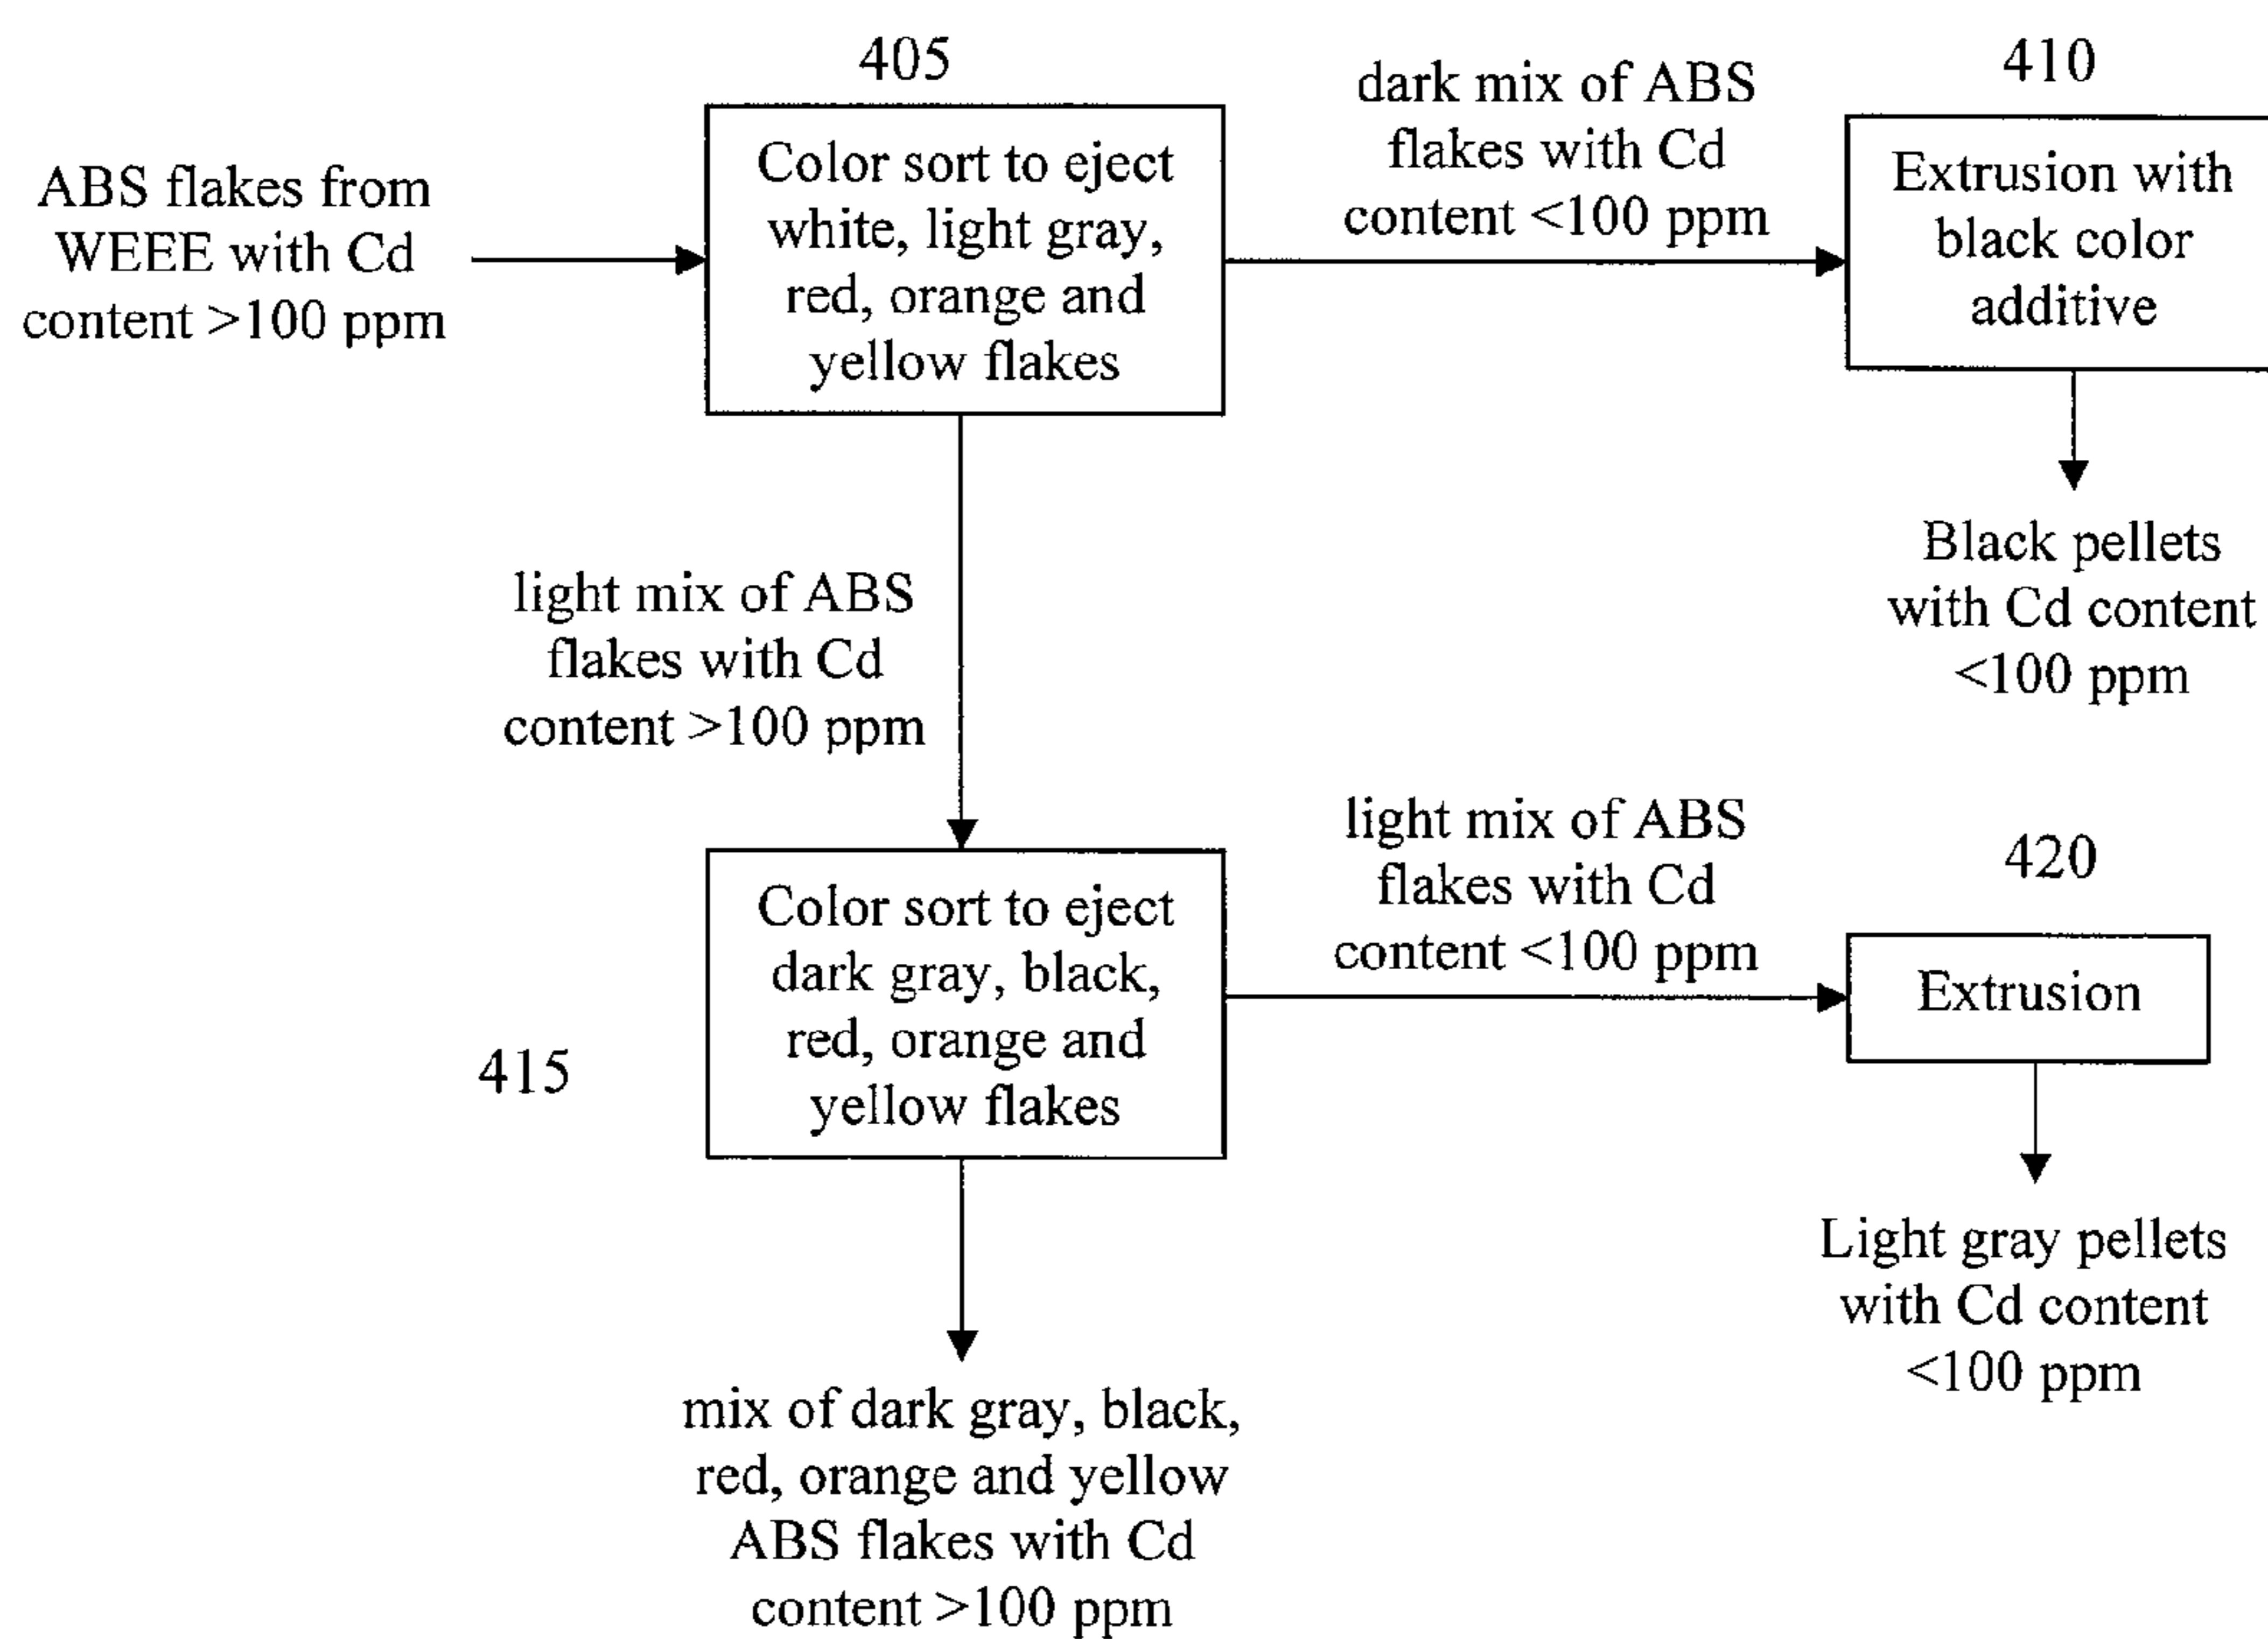 ABS flakes from
WEEE with Cd
content >100 ppm
405
Color sort to eject
white, light gray,
red, orange and
yellow flakes
dark mix of ABS
flakes with Cd
content <100 ppm
410
Extrusion with
black color
additive
Black pellets
with Cd content
<100 ppm
light mix of ABS
flakes with Cd
content >100 ppm
415
Color sort to eject
dark gray, black,
red, orange and
yellow flakes
light mix of ABS
flakes with Cd
content <100 ppm
420
Extrusion
Light gray pellets
with Cd content
<100 ppm
mix of dark gray, black,
red, orange and yellow
ABS flakes with Cd
content >100 ppm